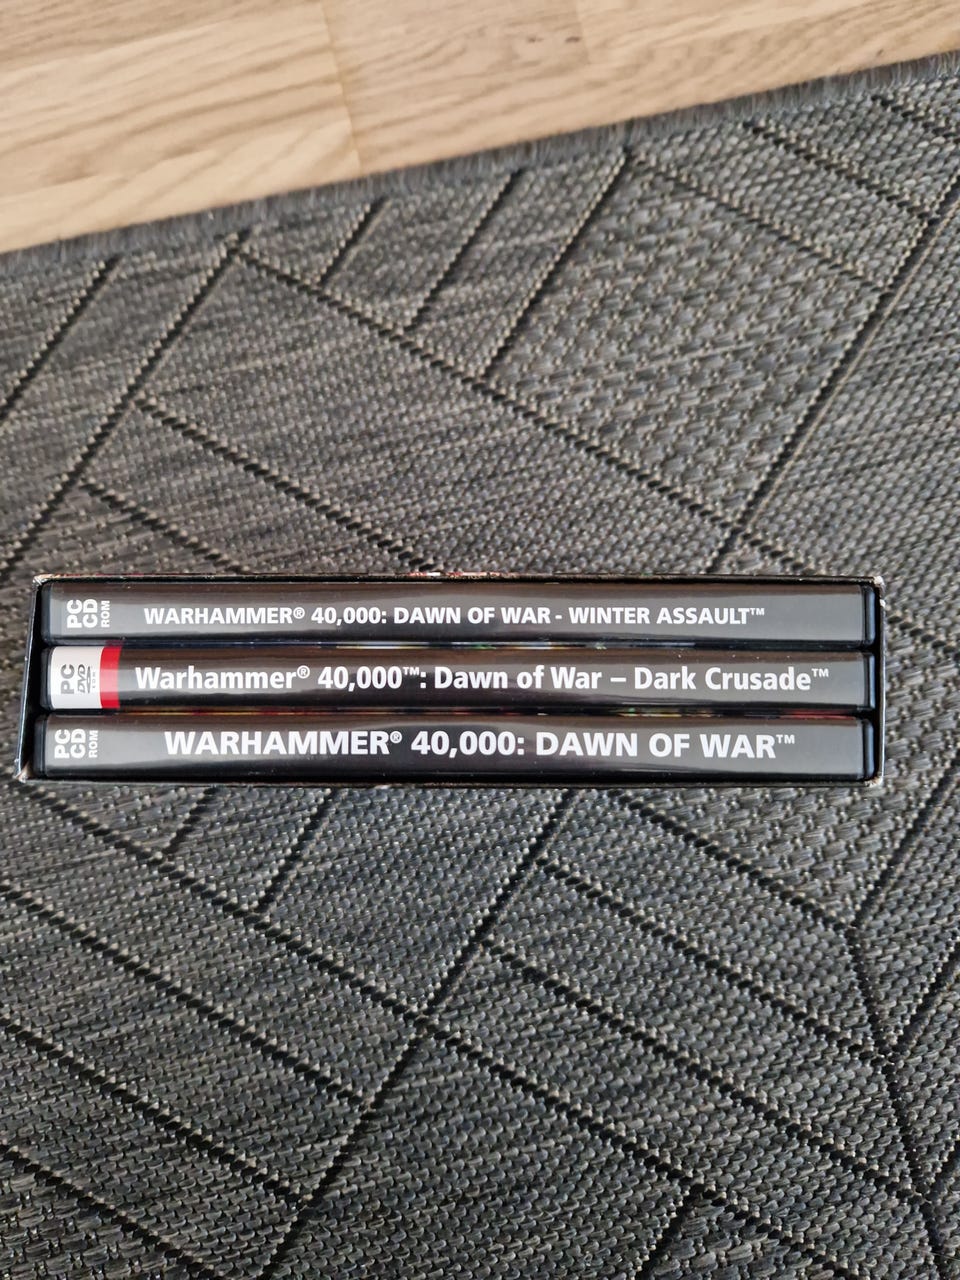 PC
CD
ROM
WARHAMMER® 40,000: DAWN OF WAR - WINTER ASSAULT™
PC
DVD
ROM
Warhammer® 40,000™: Dawn of War – Dark Crusade™
PC
CD
ROM
WARHAMMER® 40,000: DAWN OF WAR™